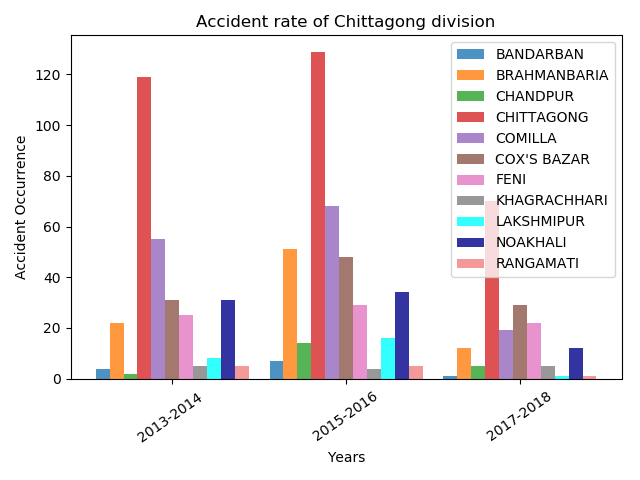 Accident rate of Chittagong division
BANDARBAN
BRAHMANBARIA
CHANDPUR
CHITTAGONG
COMILLA
COX'S BAZAR
FENI
KHAGRACHHARI
LAKSHMIPUR
NOAKHALI
RANGAMATI
Accident Occurrence
120
100
80
60
40
20
0
2013-2014
2015-2016
2017-2018
Years